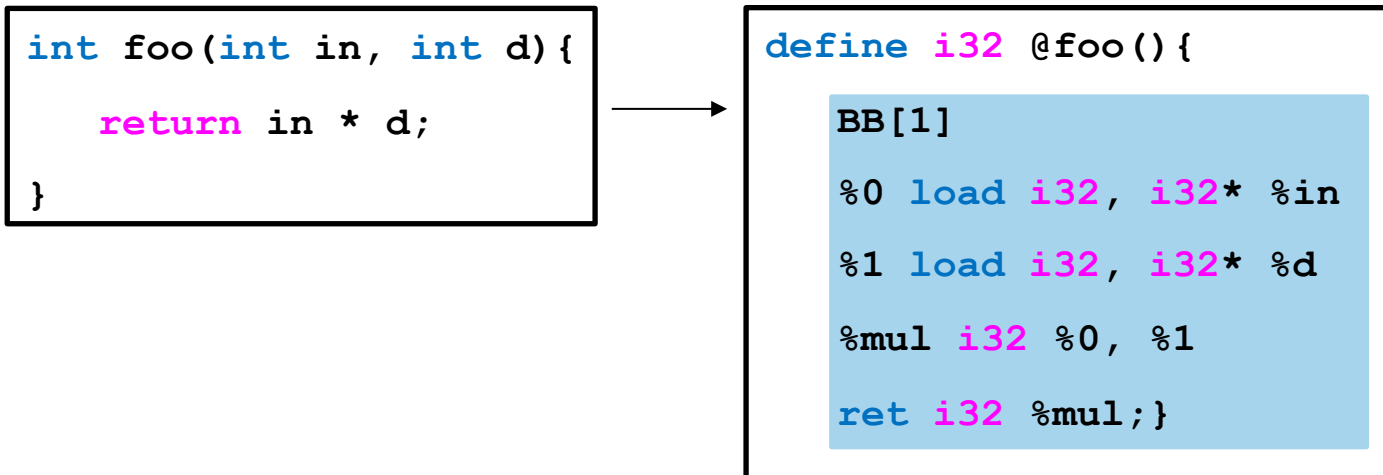 int foo(int in, int d){
return in * d;
}
define i32 @foo(){
BB[1]
%0 load i32, i32* %in
%1 load i32, i32* %d
%mul i32 %0, %1
ret i32 %mul;}